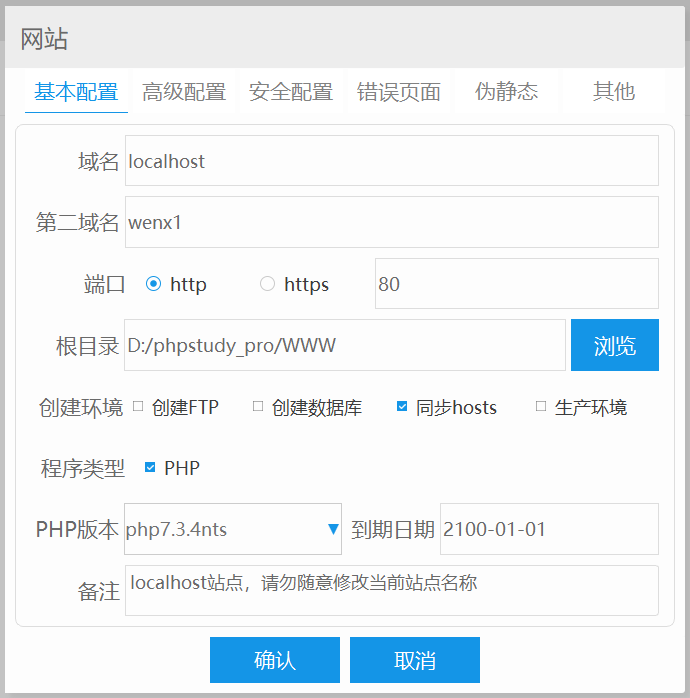 网站
基本配置 高级配置 安全配置 错误页面 伪静态 其他
域名 localhost
第二域名 wenx1
端口 http https 80
根目录 D:/phpstudy_pro/WWW 浏览
创建环境 创建FTP 创建数据库 同步hosts 生产环境
程序类型 PHP
PHP版本 php7.3.4nts 到期日期 2100-01-01
备注 localhost站点，请勿随意修改当前站点名称
确认 取消